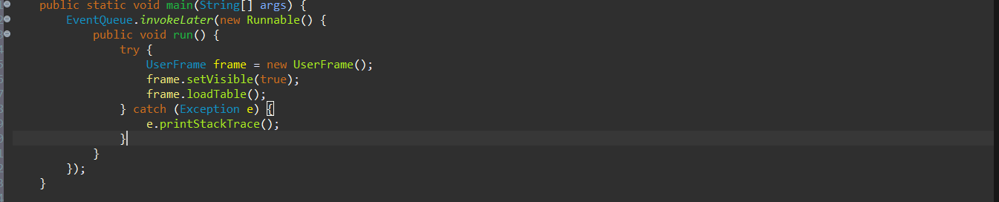 public static void main(String[] args) {
EventQueue.invokeLater(new Runnable() {
public void run() {
try {
UserFrame frame = new UserFrame();
frame.setVisible(true);
frame.loadTable();
} catch (Exception e) {
e.printStackTrace();
}
}
});
}